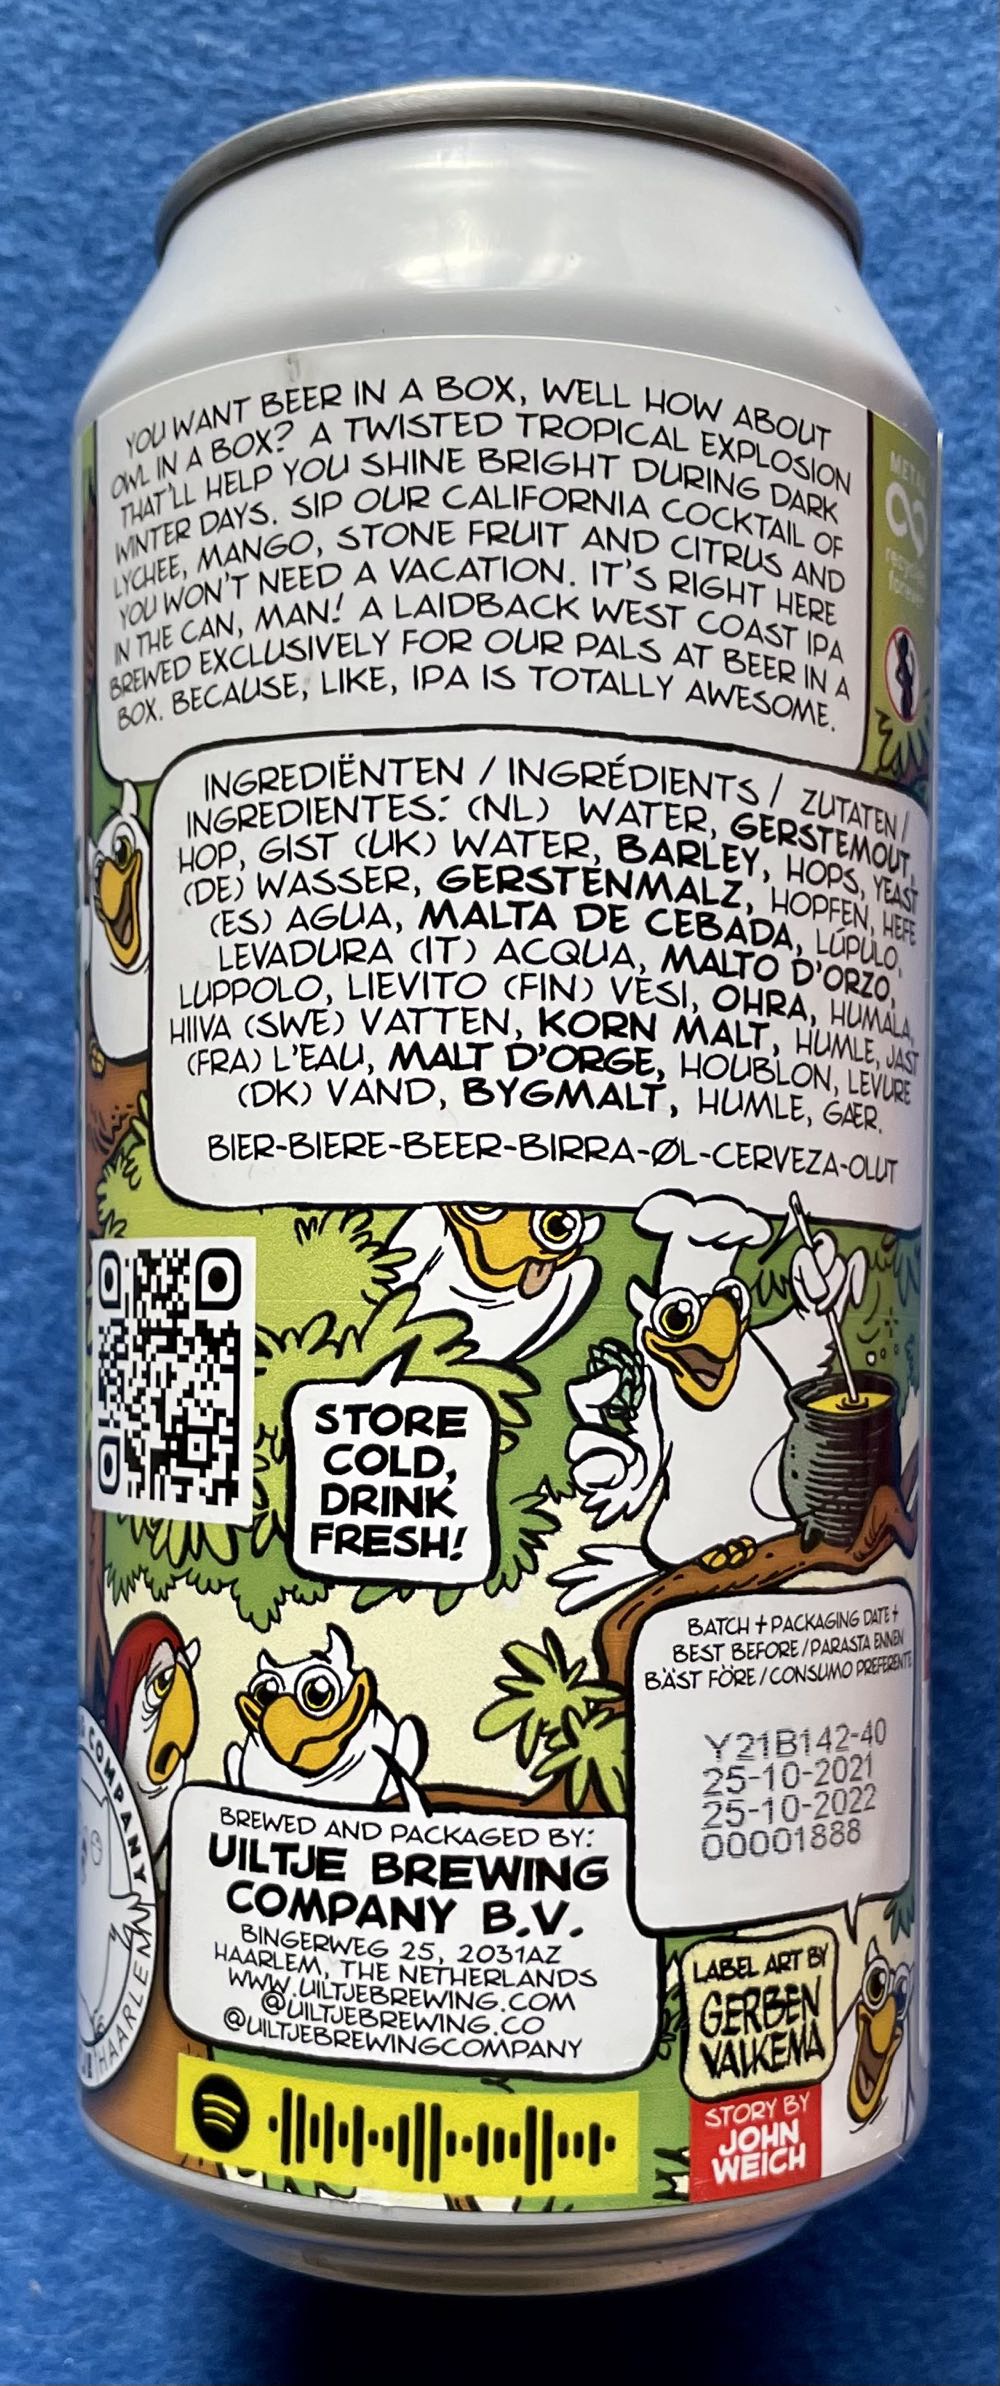 YOU WANT BEER IN A BOX, WELL HOW ABOUT
OWL IN A BOX? A TWISTED TROPICAL EXPLOSION
THAT'LL HELP YOU SHINE BRIGHT DURING DARK
WINTER DAYS. SIP OUR CALIFORNIA COCKTAIL OF
LYCHEE, MANGO, STONE FRUIT AND CITRUS AND
YOU WON'T NEED A VACATION. IT'S RIGHT HERE
IN THE CAN, MAN! A LAIDBACK WEST COAST IPA
BREWED EXCLUSIVELY FOR OUR PALS AT BEER IN A
BOX. BECAUSE, LIKE, IPA IS TOTALLY AWESOME.
METAL
recycles
forever
INGREDIËNTEN / INGRÉDIENTS / ZUTATEN /
INGREDIENTES: (NL) WATER, GERSTEMOUT,
HOP, GIST (UK) WATER, BARLEY, HOPS, YEAST
(DE) WASSER, GERSTENMALZ, HOPFEN, HEFE
(ES) AGUA, MALTA DE CEBADA, LÚPULO,
LEVADURA (IT) ACQUA, MALTO D'ORZO,
LUPPOLO, LIEVITO (FIN) VESI, OHRA, HUMALA,
HIIVA (SWE) VATTEN, KORN MALT, HUMLE, JAST
(FRA) L'EAU, MALT D'ORGE, HOUBLON, LEVURE
(DK) VAND, BYGMALT, HUMLE, GÆR.
BIER-BIERE-BEER-BIRRA-ØL-CERVEZA-OLUT
STORE
COLD,
DRINK
FRESH!
BATCH + PACKAGING DATE +
BEST BEFORE / PARASTA ENNEN
BÄST FÖRE / CONSUMO PREFERENTE
Y21B142-40
25-10-2021
25-10-2022
00001888
COMPANY
HAARLEM
BREWED AND PACKAGED BY:
UILTJE BREWING
COMPANY B.V.
BINGERWEG 25, 2031AZ
HAARLEM, THE NETHERLANDS
WWW.UILTJEBREWING.COM
@UILTJEBREWING.CO
@UILTJEBREWINGCOMPANY
LABEL ART BY
GERBEN
VALKEMA
STORY BY
JOHN
WEICH